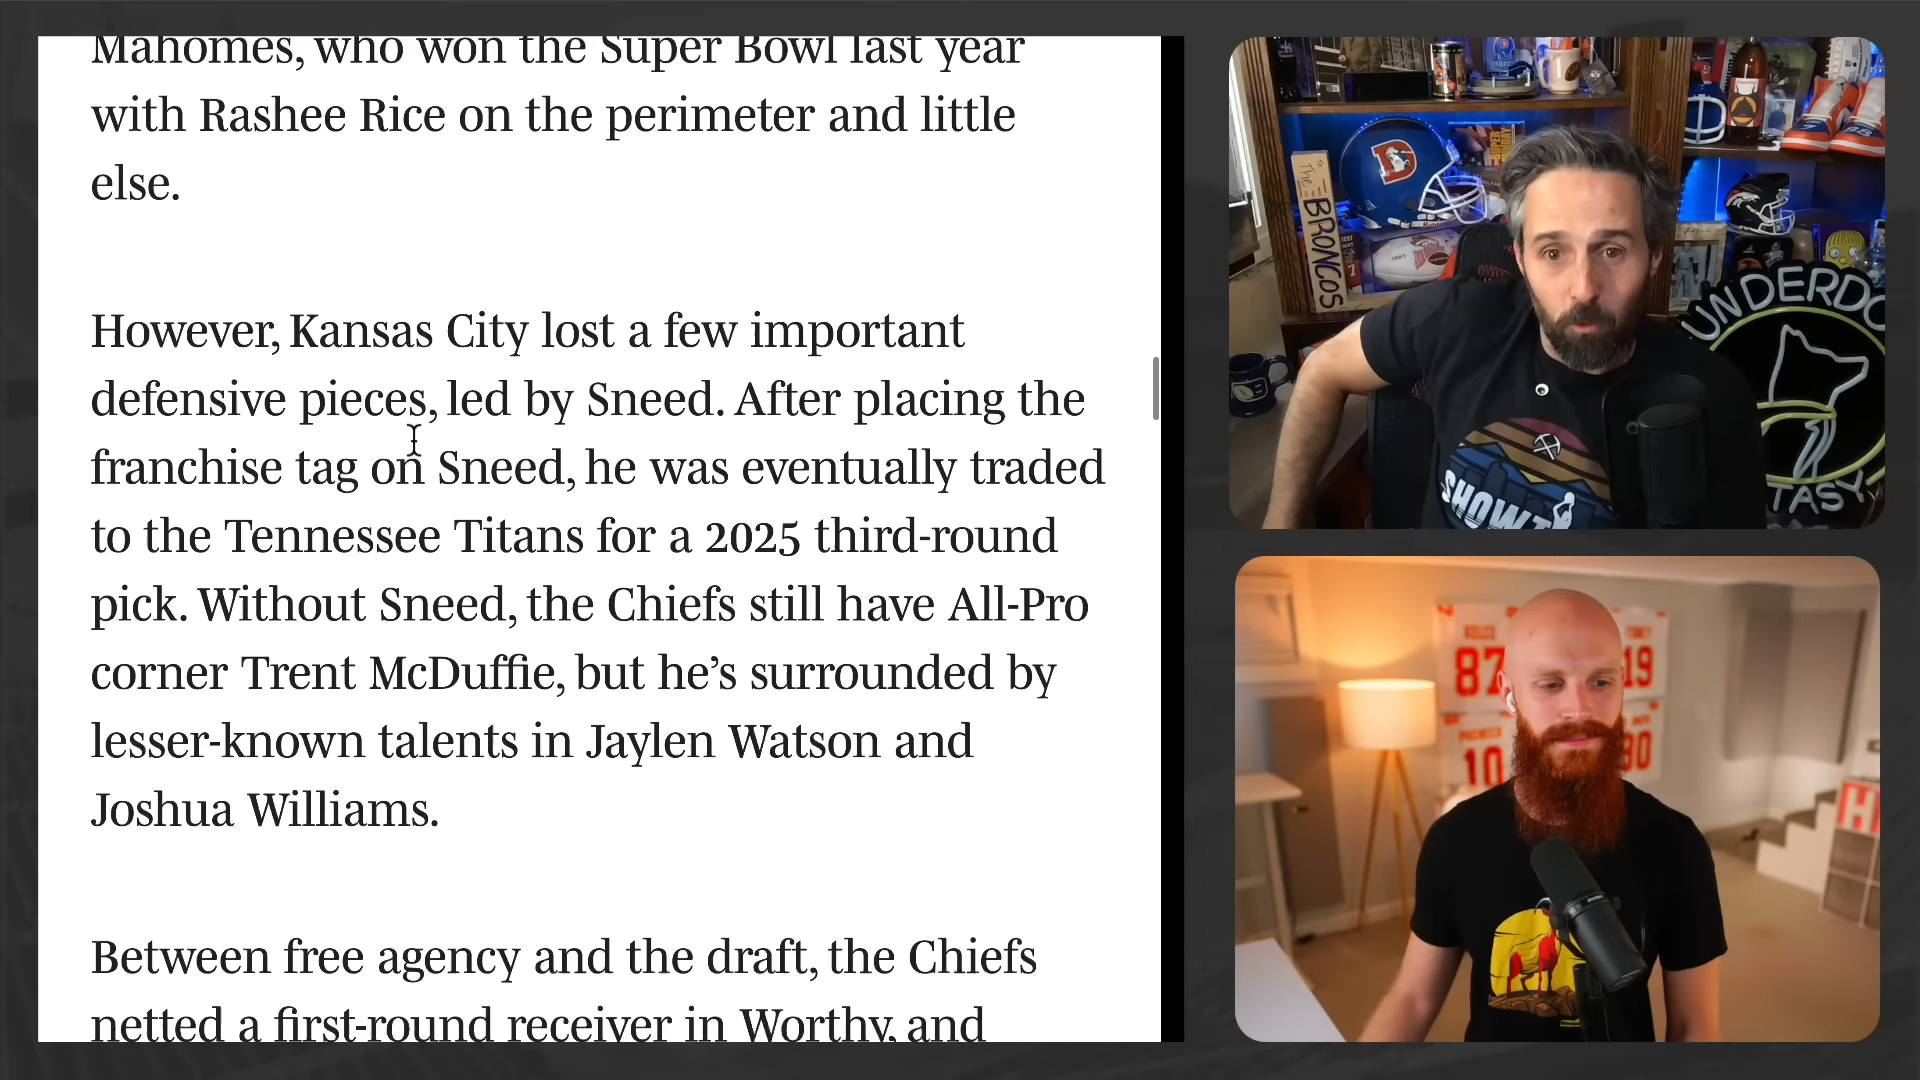 Mahomes, who won the Super Bowl last year
with Rashee Rice on the perimeter and little
else.
However, Kansas City lost a few important
defensive pieces, led by Sneed. After placing the
franchise tag on Sneed, he was eventually traded
to the Tennessee Titans for a 2025 third-round
pick. Without Sneed, the Chiefs still have All-Pro
corner Trent McDuffie, but he’s surrounded by
lesser-known talents in Jaylen Watson and
Joshua Williams.
Between free agency and the draft, the Chiefs
netted a first-round receiver in Worthy, and
The
BRONCOS
D
UNDERDO
TASY
SHOWT
KELCE
87
19
10
H